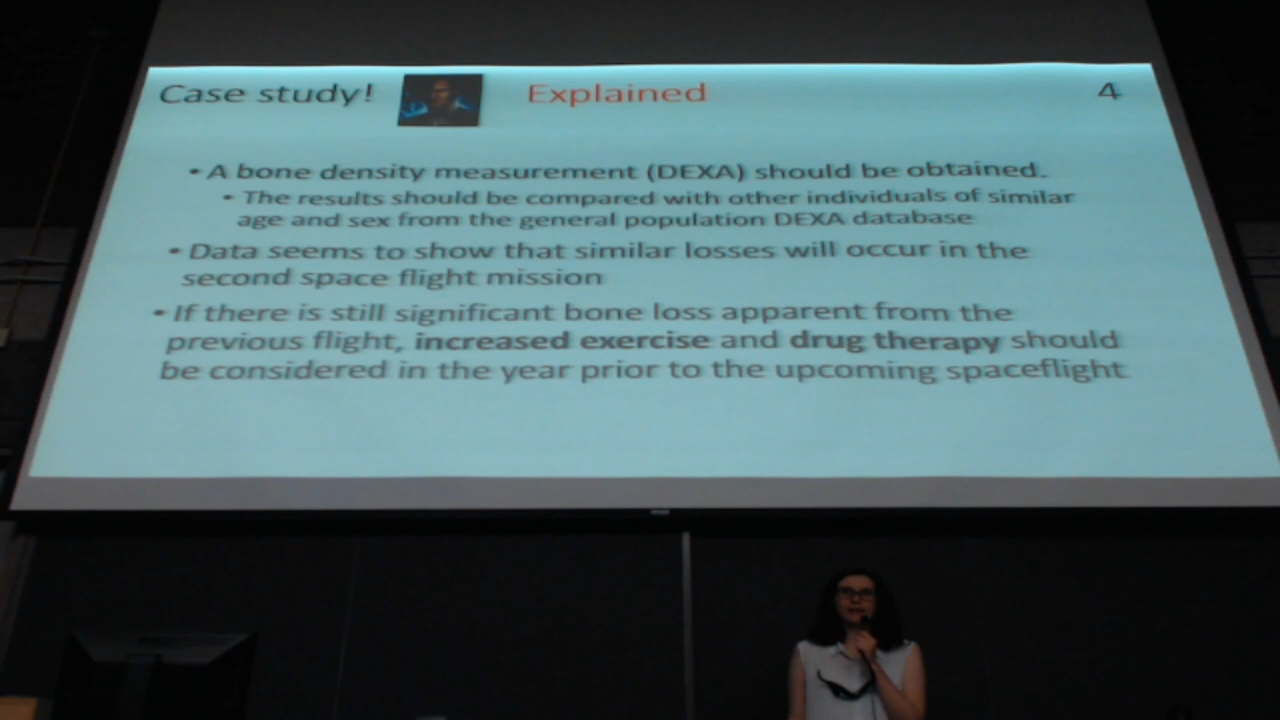 Case study! Explained 4
• A bone density measurement (DEXA) should be obtained.
• The results should be compared with other individuals of similar
age and sex from the general population DEXA database
• Data seems to show that similar losses will occur in the
second space flight mission
• If there is still significant bone loss apparent from the
previous flight, increased exercise and drug therapy should
be considered in the year prior to the upcoming spaceflight